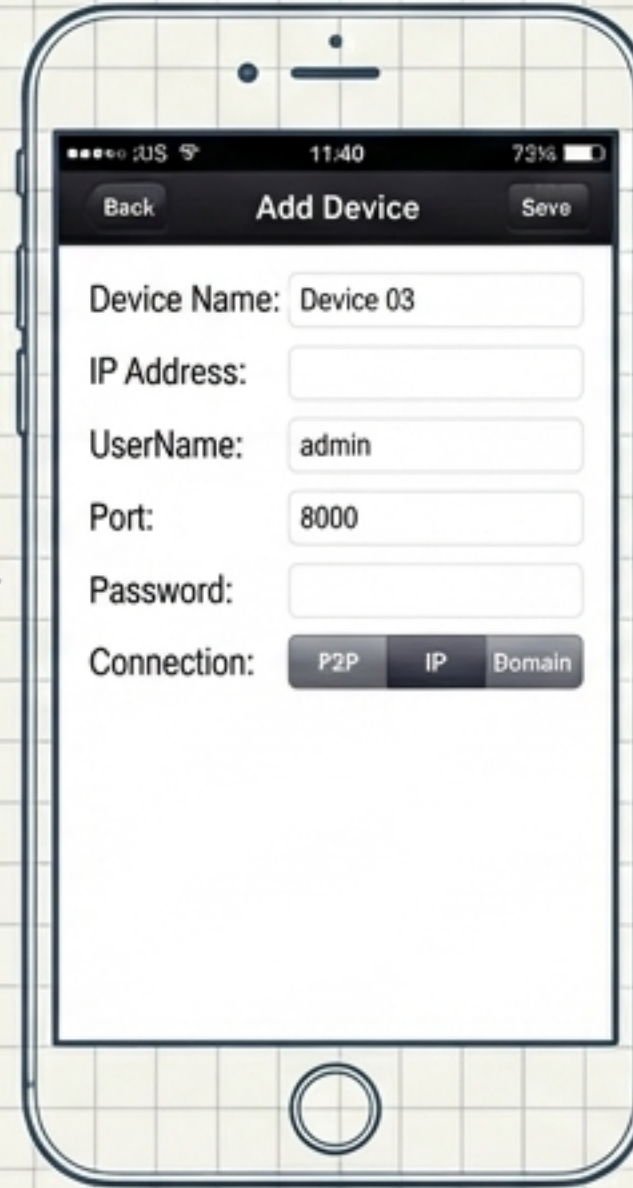 11:40 73%
Back Add Device Seve
Device Name: Device 03
IP Address:
UserName: admin
Port: 8000
Password:
Connection: P2P IP Domain